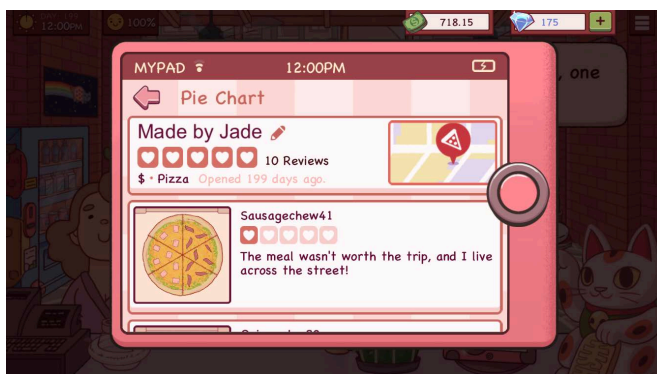 12:00PM
100%
718.15
175
+
, one
MYPAD
12:00PM
Pie Chart
Made by Jade
10 Reviews
$ • Pizza Opened 199 days ago.
Sausagechew41
The meal wasn't worth the trip, and I live
across the street!